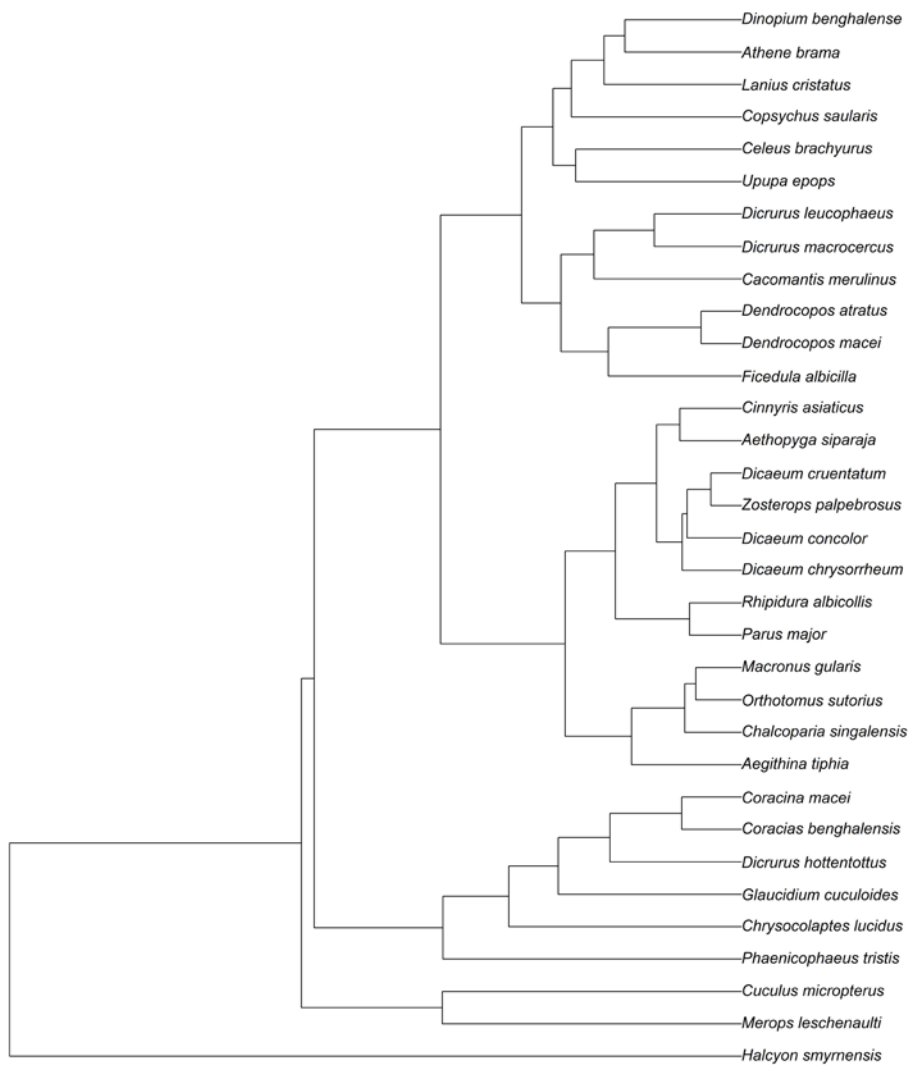 Dinopium benghalense
Athene brama
Lanius cristatus
Copsychus saularis
Celeus brachyurus
Upupa epops
Dicrurus leucophaeus
Dicrurus macrocercus
Cacomantis merulinus
Dendrocopos atratus
Dendrocopos macei
Ficedula albicilla
Cinnyris asiaticus
Aethopyga siparaja
Dicaeum cruentatum
Zosterops palpebrosus
Dicaeum concolor
Dicaeum chrysorrheum
Rhipidura albicollis
Parus major
Macronus gularis
Orthotomus sutorius
Chalcoparia singalensis
Aegithina tiphia
Coracina macei
Coracias benghalensis
Dicrurus hottentottus
Glaucidium cuculoides
Chrysocolaptes lucidus
Phaenicophaeus tristis
Cuculus micropterus
Merops leschenaulti
Halcyon smyrnensis